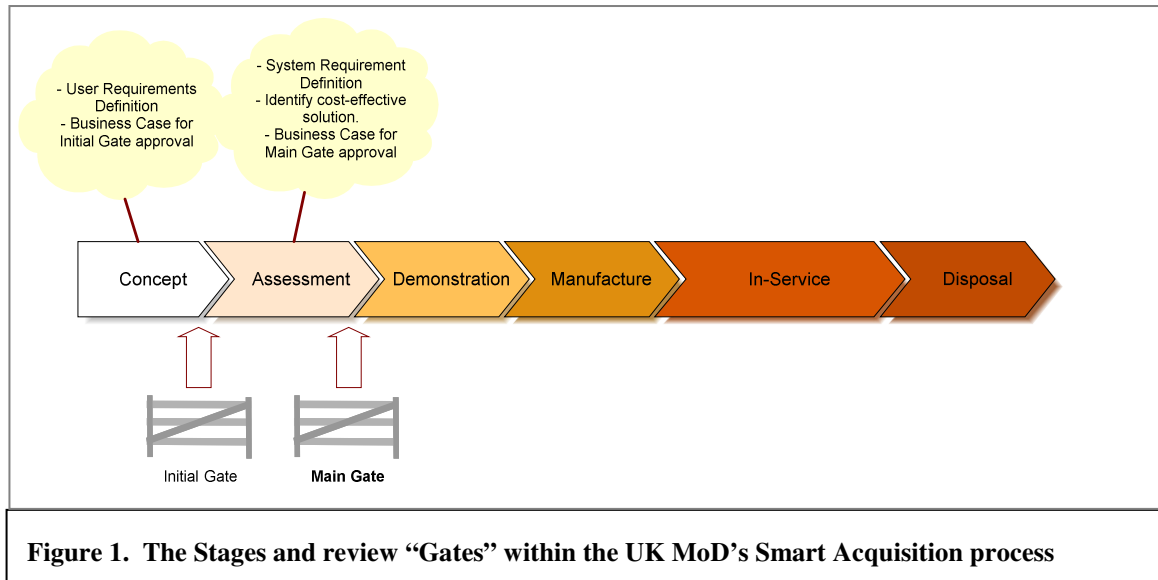 - User Requirements
Definition
- Business Case for
Initial Gate approval
- System Requirement
Definition
- Identify cost-effective
solution.
- Business Case for
Main Gate approval
Concept
Assessment
Demonstration
Manufacture
In-Service
Disposal
Initial Gate
Main Gate
Figure 1. The Stages and review “Gates” within the UK MoD’s Smart Acquisition process